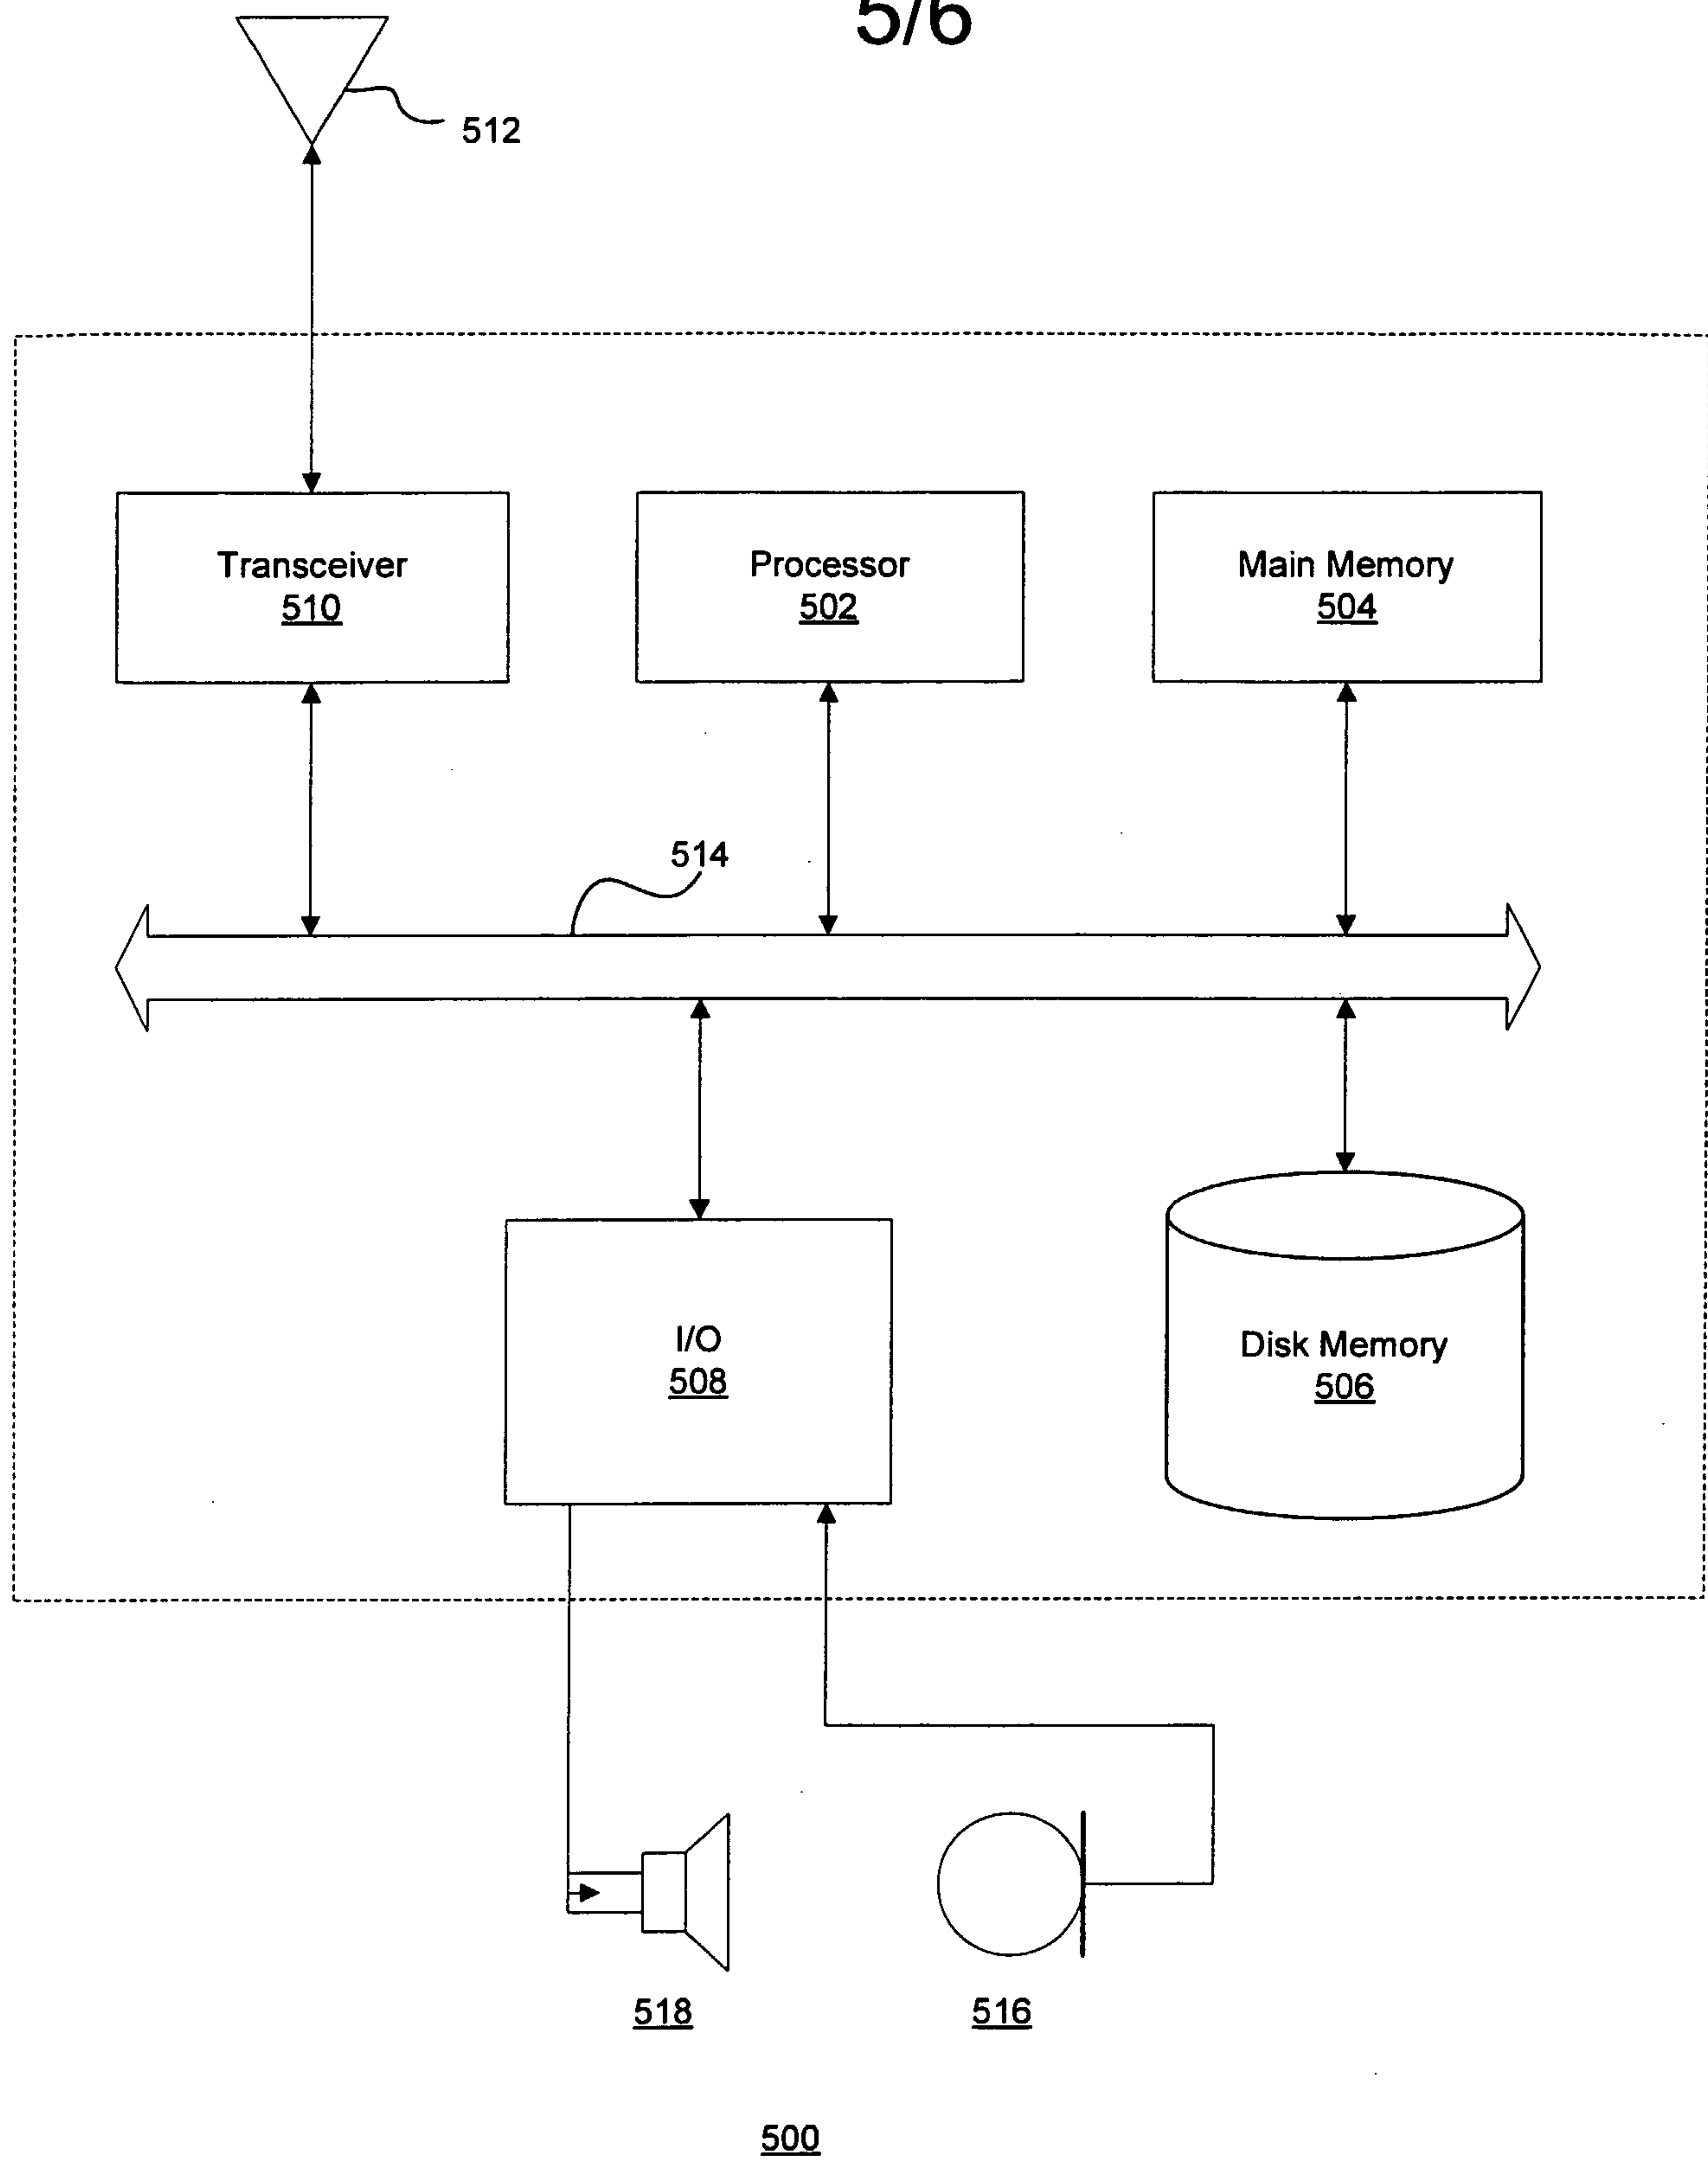 5/6
512
Transceiver
510
Processor
502
Main Memory
504
514
I/O
508
Disk Memory
506
518
516
500